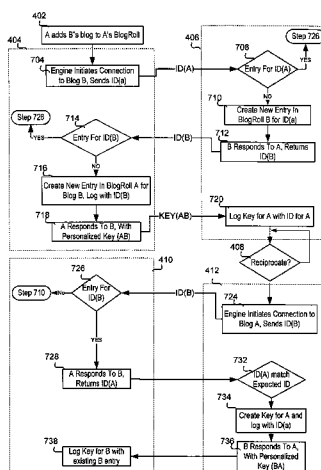 402
A adds B's blog to A's BlogRoll
404
406
Step 726
704
Engine Initiates Connection
to Blog B, Sends ID(A)
ID(A)
708
Entry For ID(A)
YES
NO
710
Create New Entry In
BlogRoll B for ID(a)
Step 726
YES
714
Entry For ID(B)
ID(B)
712
B Responds To A, Returns
ID(B)
NO
716
Create New Entry In BlogRoll A for
Blog B, Log with ID(B)
718
A Responds to B, With
Personalized Key (AB)
KEY(AB)
720
Log Key for A with ID for A
408
Reciprocate?
410
412
726
Step 710
NO
Entry For
ID(B)
ID(B)
724
Engine Initiates Connection to
Blog A, Sends ID(B)
YES
728
A Responds To B,
Returns ID(A)
732
ID(A) match
Expected ID
734
Create Key for A and
log with ID(a)
738
Log Key for B with
existing B entry
736
B Responds To A,
With Personalized
Key (BA)